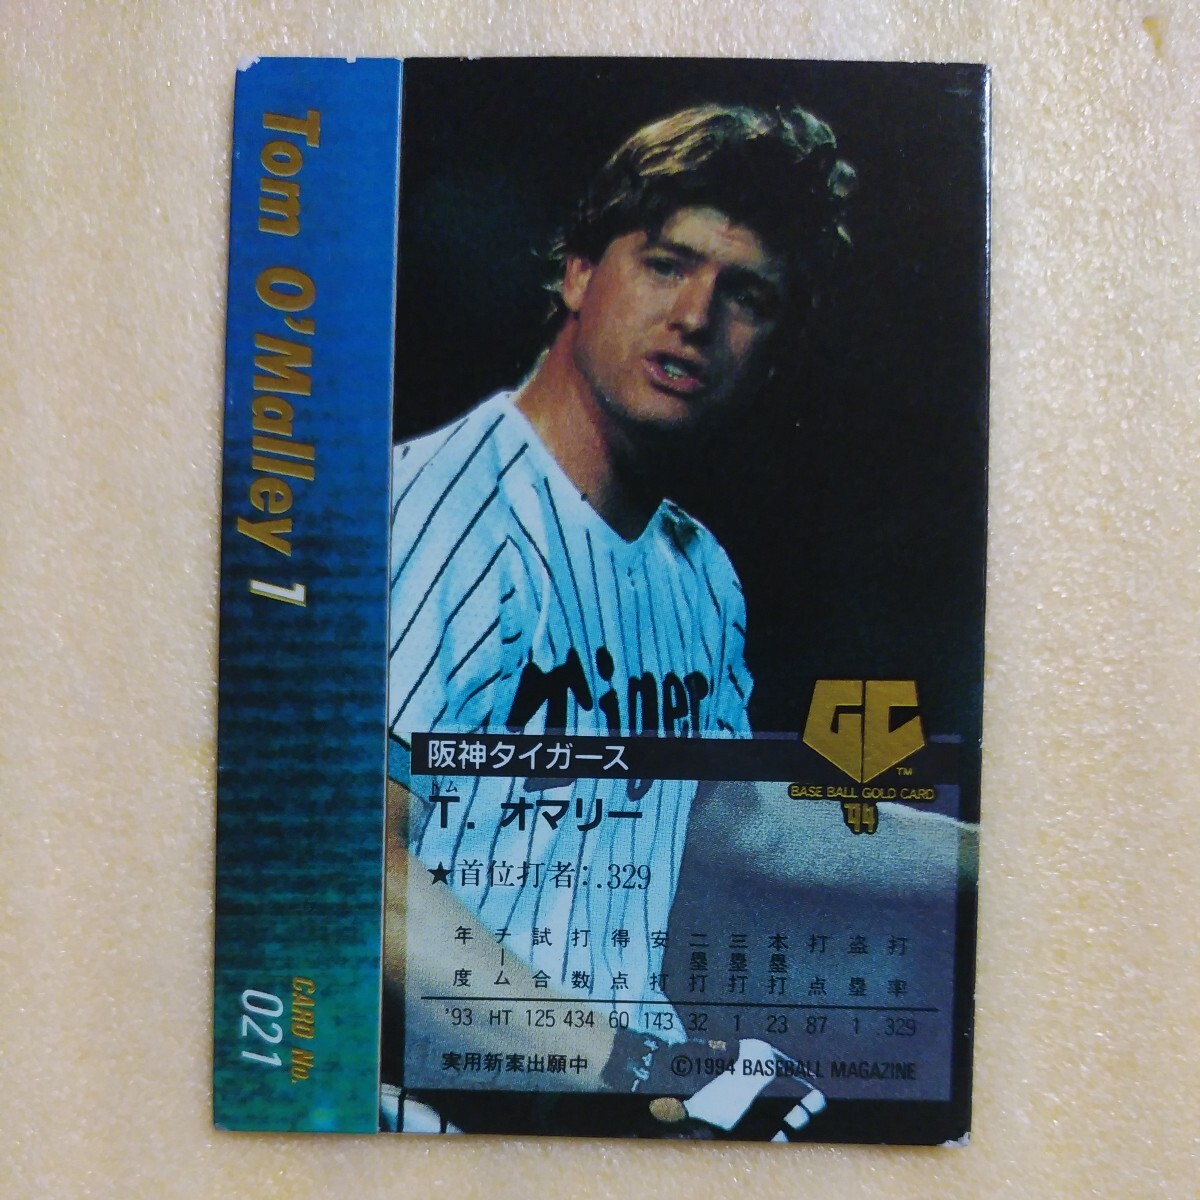 Tom O'Malley 1
CARD No.
021
Tiger
GC
TM
BASE BALL GOLD CARD
'94
阪神タイガース
トム
T. オマリー
★首位打者:.329
年度 チーム 試合 打数 得点 安打 二塁打 三塁打 本塁打 打点 盗塁 打率
'93 HT 125 434 60 143 32 1 23 87 1 .329
実用新案出願中 ©1994 BASEBALL MAGAZINE